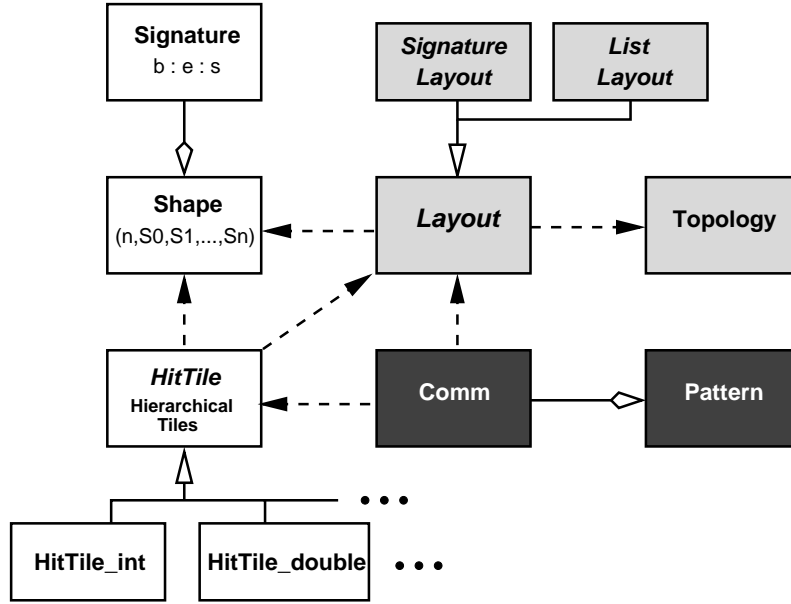 Signature
b : e : s
Signature
Layout
List
Layout
Shape
(n,S0,S1,...,Sn)
Layout
Topology
HitTile
Hierarchical
Tiles
Comm
Pattern
HitTile_int
HitTile_double